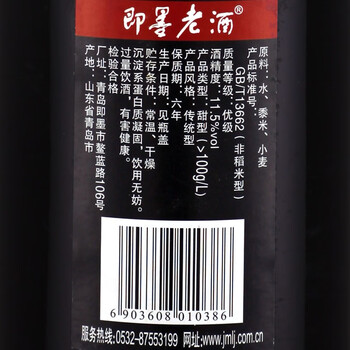 即墨老酒®
原料：水、黍米、小麦
产品标准号：
GB/T13662（非稻米型）
质量等级：优级
酒精度：11.5%vol
产品风格：甜型（>100g/L）
产品类型：传统型
保质期：六年
生产日期：见瓶盖
贮存条件：常温、干燥
沉淀系蛋白质凝固，饮用无妨。
过量饮酒，有害健康。
检验合格
厂址：青岛即墨市鳌蓝路106号
产地：山东省青岛市
6903608010386
服务热线:0532-87553199 网址:www.jmlj.com.cn